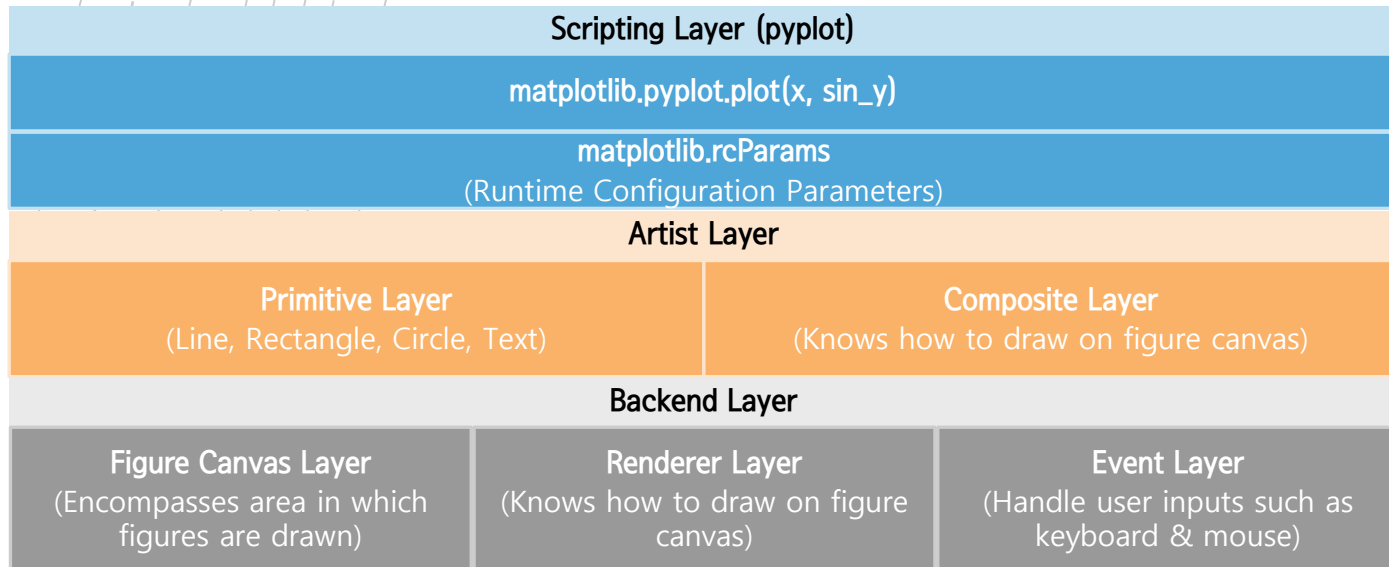 Scripting Layer (pyplot)
matplotlib.pyplot.plot(x, sin_y)
matplotlib.rcParams
(Runtime Configuration Parameters)
Artist Layer
Primitive Layer
(Line, Rectangle, Circle, Text)
Composite Layer
(Knows how to draw on figure canvas)
Backend Layer
Figure Canvas Layer
(Encompasses area in which
figures are drawn)
Renderer Layer
(Knows how to draw on figure
canvas)
Event Layer
(Handle user inputs such as
keyboard & mouse)